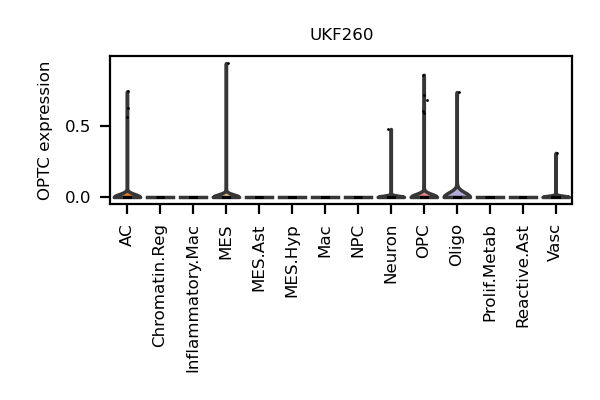 UKF260
OPTC expression
0.5
0.0
AC
Chromatin.Reg
Inflammatory.Mac
MES
MES.Ast
MES.Hyp
Mac
NPC
Neuron
OPC
Oligo
Prolif.Metab
Reactive.Ast
Vasc